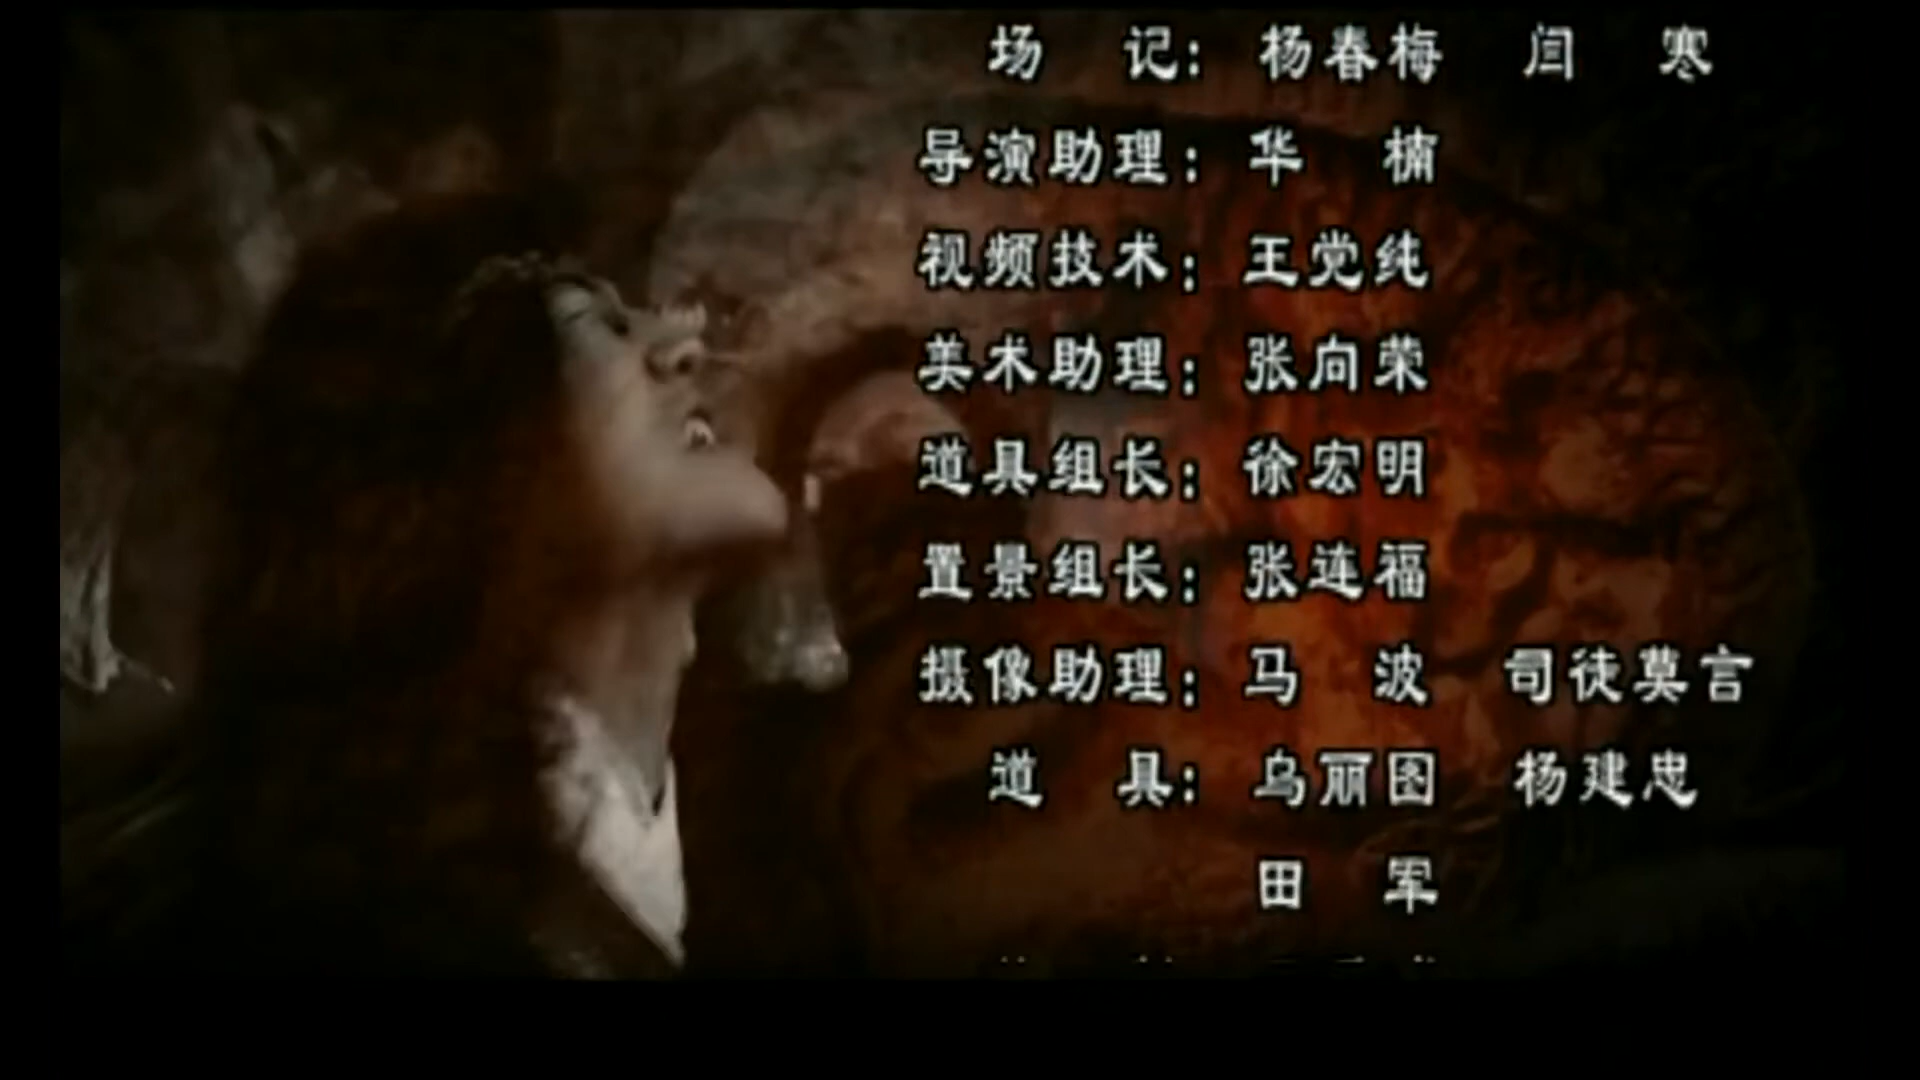 场 记: 杨春梅 闫 寒
导演助理: 华 楠
视频技术: 王党纯
美术助理: 张向荣
道具组长: 徐宏明
置景组长: 张连福
摄像助理: 马 波 司徒莫言
道 具: 乌丽图 杨建忠
田 军